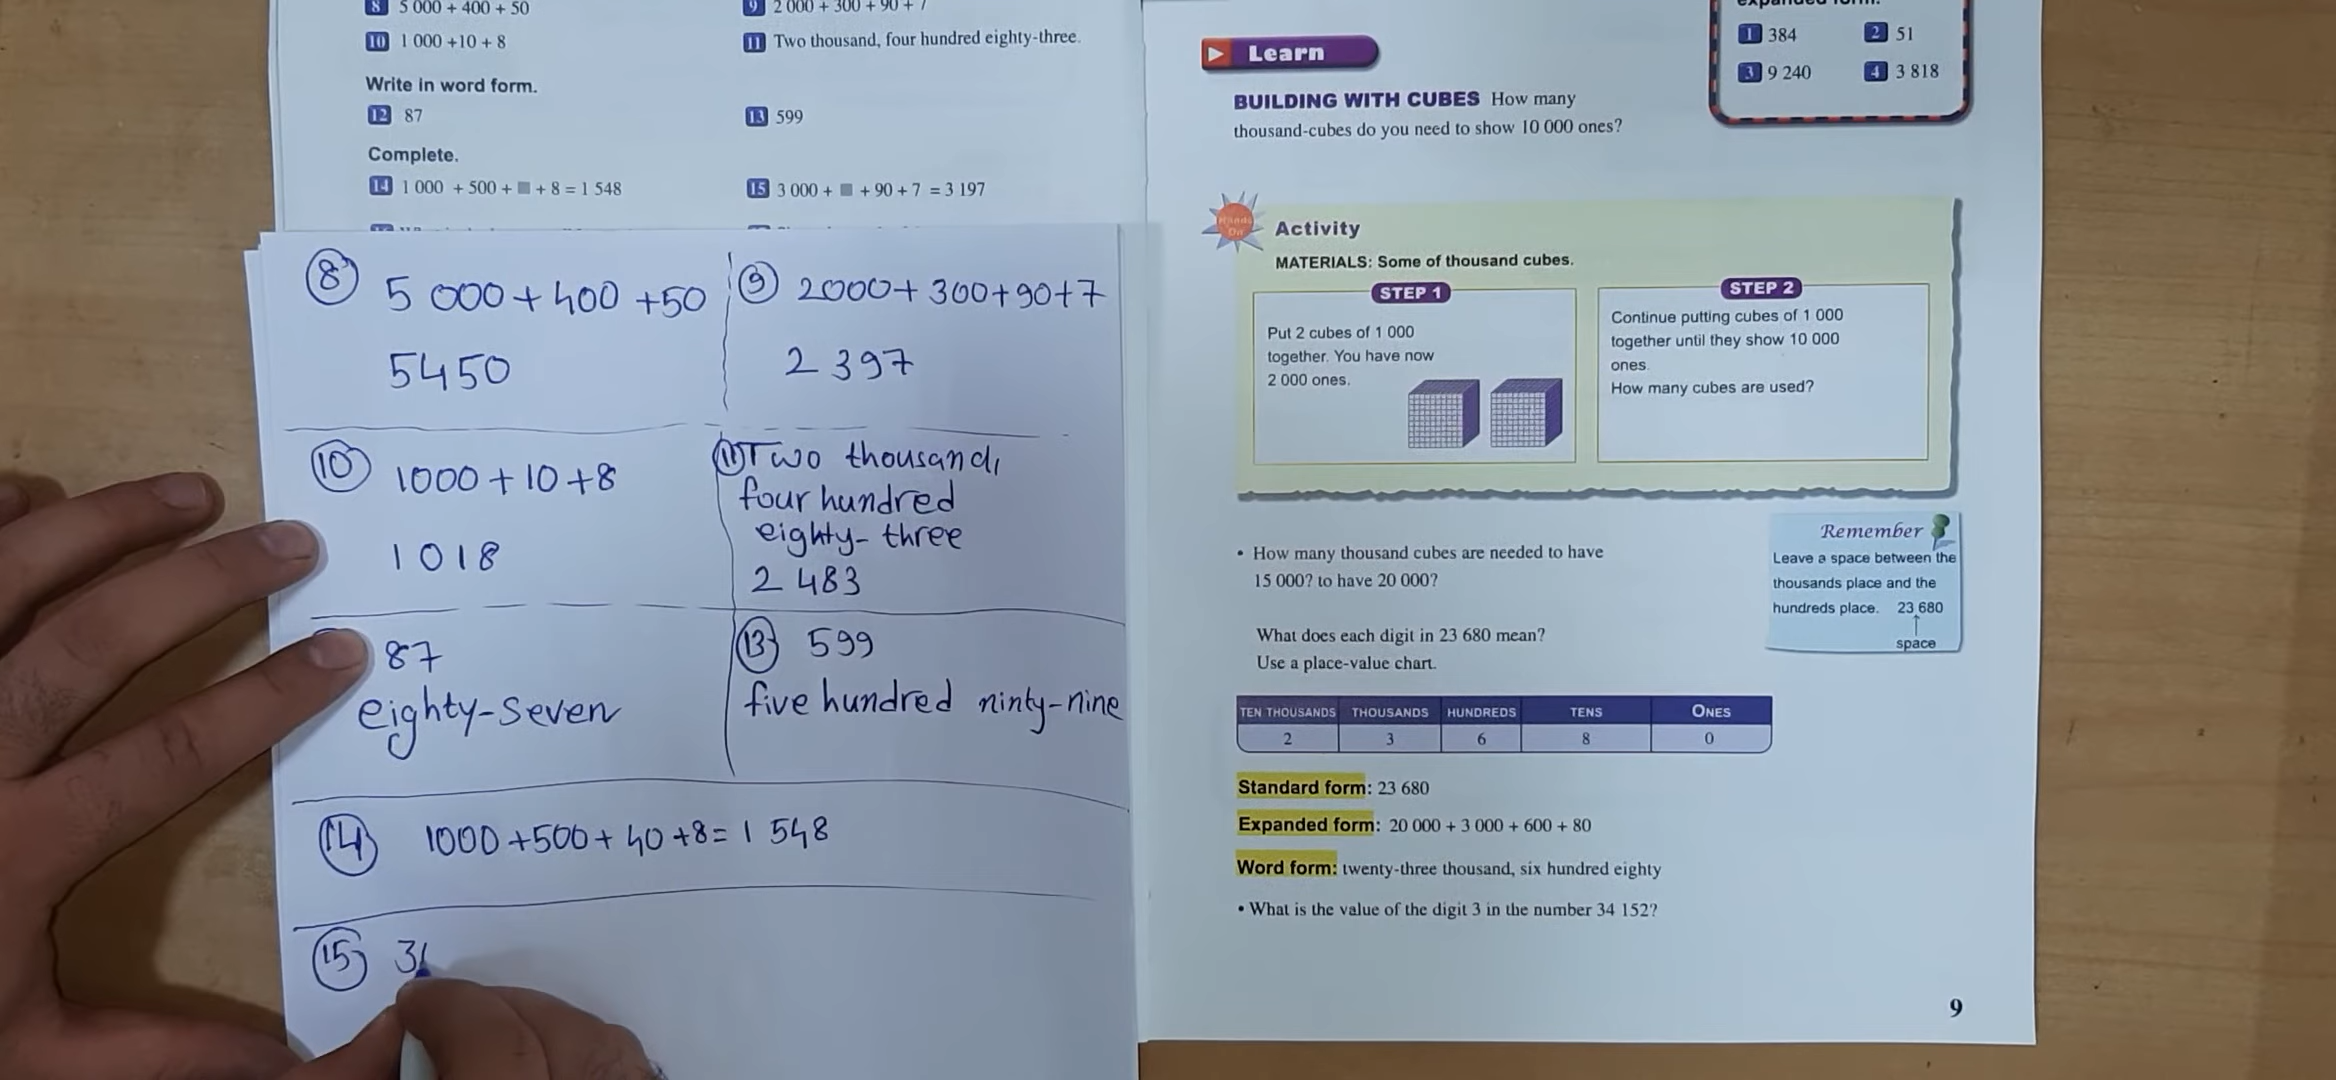 8 5 000 + 400 + 50
9 2 000 + 300 + 90 + 7
10 1 000 +10 + 8
11 Two thousand, four hundred eighty-three.
Write in word form.
12 87
13 599
Complete.
14 1 000 + 500 + ■ + 8 = 1 548
15 3 000 + ■ + 90 + 7 = 3 197
8 5 000 + 400 + 50
5450
9 2000 + 300 + 90 + 7
2 397
10 1000 + 10 + 8
1018
11 Two thousand,
four hundred
eighty-three
2 483
87
eighty-seven
13 599
five hundred ninty-nine
14 1000 + 500 + 40 + 8 = 1 548
15 3
expanded form.
1 384
2 51
3 9 240
4 3 818
Learn
BUILDING WITH CUBES How many
thousand-cubes do you need to show 10 000 ones?
Hands On
Activity
MATERIALS: Some of thousand cubes.
STEP 1
Put 2 cubes of 1 000
together. You have now
2 000 ones.
STEP 2
Continue putting cubes of 1 000
together until they show 10 000
ones.
How many cubes are used?
• How many thousand cubes are needed to have
15 000? to have 20 000?
What does each digit in 23 680 mean?
Use a place-value chart.
Remember
Leave a space between the
thousands place and the
hundreds place. 23 680
space
TEN THOUSANDS THOUSANDS HUNDREDS TENS ONES
2 3 6 8 0
Standard form: 23 680
Expanded form: 20 000 + 3 000 + 600 + 80
Word form: twenty-three thousand, six hundred eighty
• What is the value of the digit 3 in the number 34 152?
9